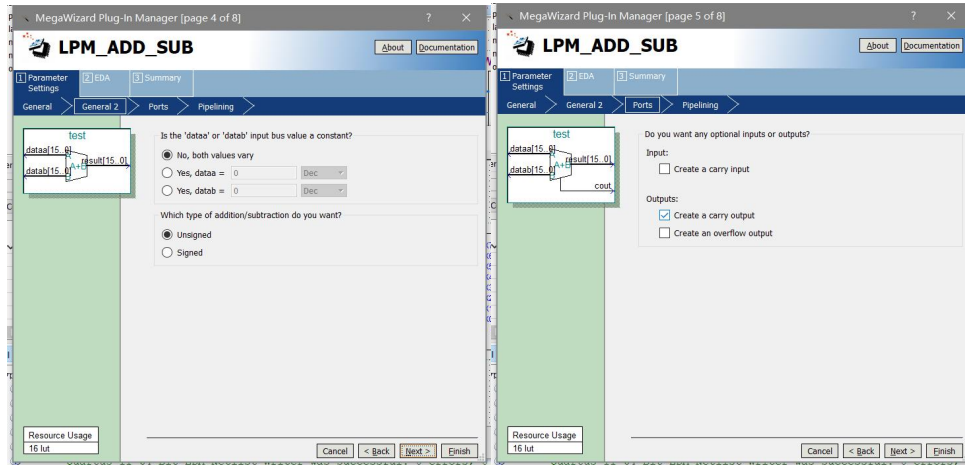 MegaWizard Plug-In Manager [page 4 of 8]
?
LPM_ADD_SUB
About
Documentation
1 Parameter Settings
2 EDA
3 Summary
General
General 2
Ports
Pipelining
test
dataa[15..0]
A
A+B
result[15..0]
datab[15..0]
B
Is the 'dataa' or 'datab' input bus value a constant?
No, both values vary
Yes, dataa = 0 Dec
Yes, datab = 0 Dec
Which type of addition/subtraction do you want?
Unsigned
Signed
Resource Usage
16 lut
Cancel
< Back
Next >
Finish
MegaWizard Plug-In Manager [page 5 of 8]
?
LPM_ADD_SUB
About
Documentation
1 Parameter Settings
2 EDA
3 Summary
General
General 2
Ports
Pipelining
test
dataa[15..0]
A
A+B
result[15..0]
datab[15..0]
B
cout
Do you want any optional inputs or outputs?
Input:
Create a carry input
Outputs:
Create a carry output
Create an overflow output
Resource Usage
16 lut
Cancel
< Back
Next >
Finish